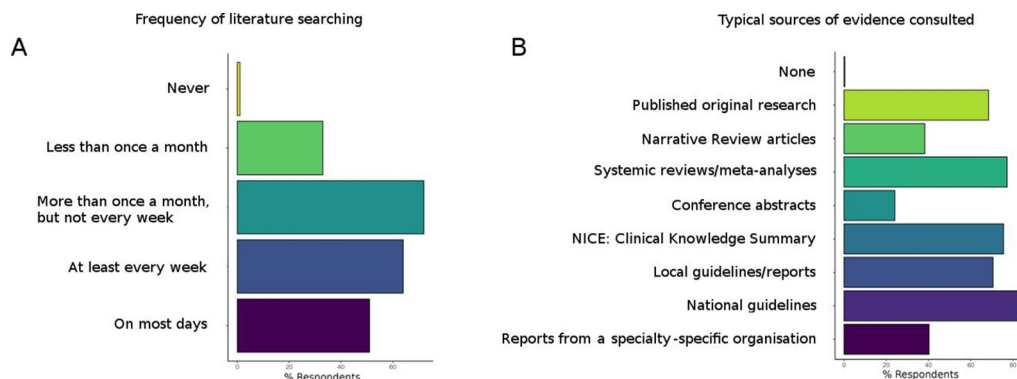 Frequency of literature searching
A
Never
Less than once a month
More than once a month,
but not every week
At least every week
On most days
0 20 40 60
% Respondents
Typical sources of evidence consulted
B
None
Published original research
Narrative Review articles
Systemic reviews/meta-analyses
Conference abstracts
NICE: Clinical Knowledge Summary
Local guidelines/reports
National guidelines
Reports from a specialty-specific organisation
0 20 40 60 80
% Respondents